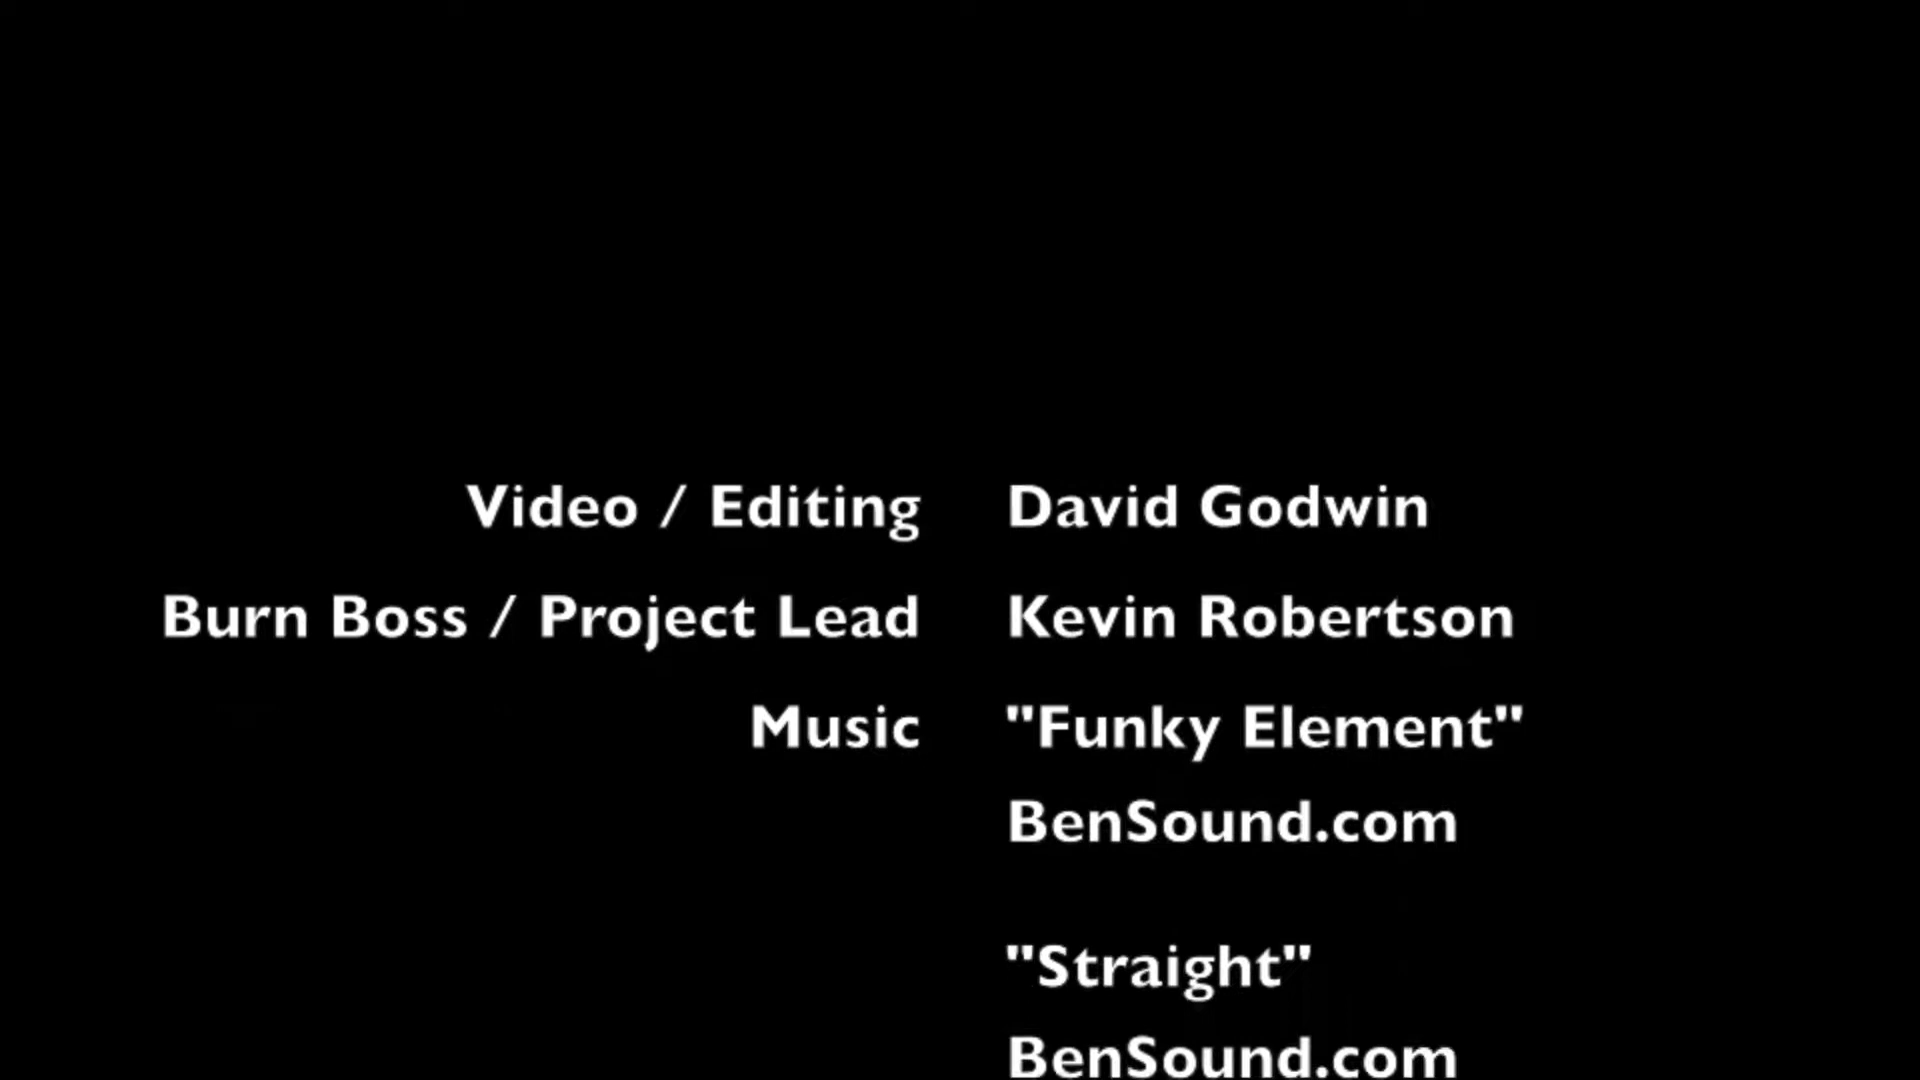 Video / Editing David Godwin
Burn Boss / Project Lead Kevin Robertson
Music "Funky Element"
BenSound.com
"Straight"
BenSound.com